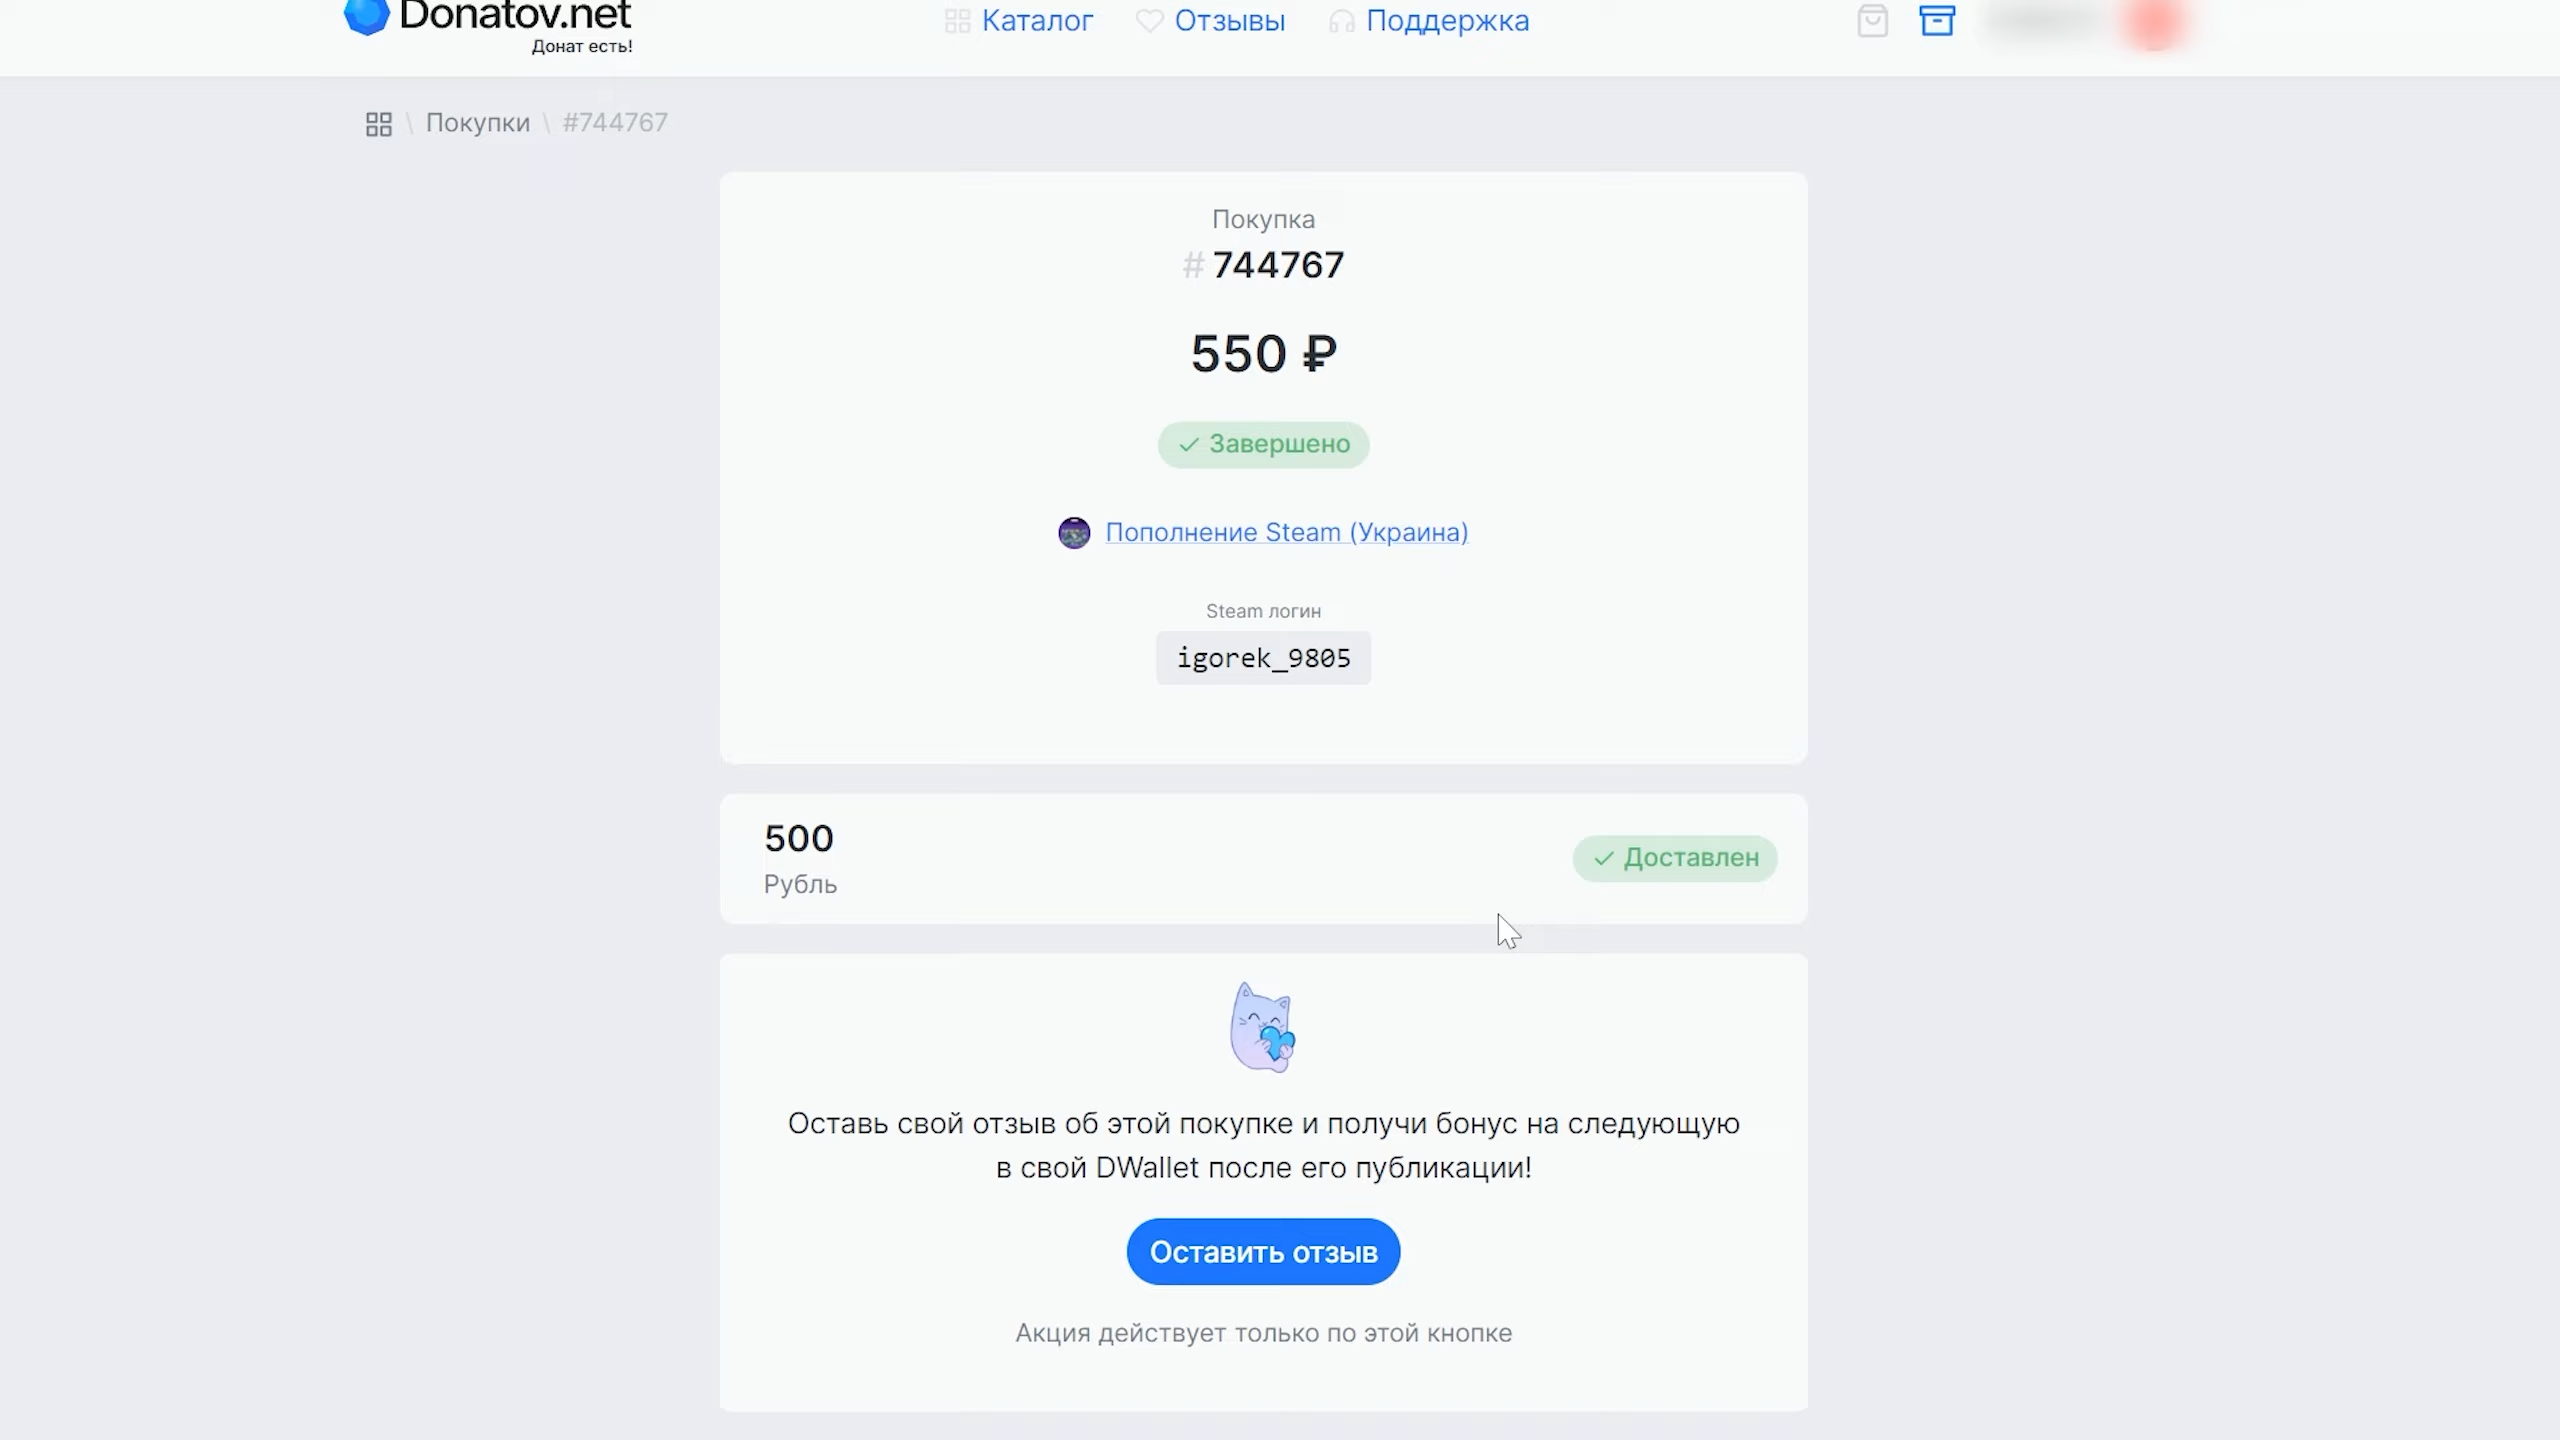 Donatov.net
Донат есть!
Каталог
Отзывы
Поддержка
\ Покупки \ #744767
Покупка
# 744767
550 ₽
Завершено
Пополнение Steam (Украина)
Steam логин
igorek_9805
500
Рубль
Доставлен
Оставь свой отзыв об этой покупке и получи бонус на следующую
в свой DWallet после его публикации!
Оставить отзыв
Акция действует только по этой кнопке